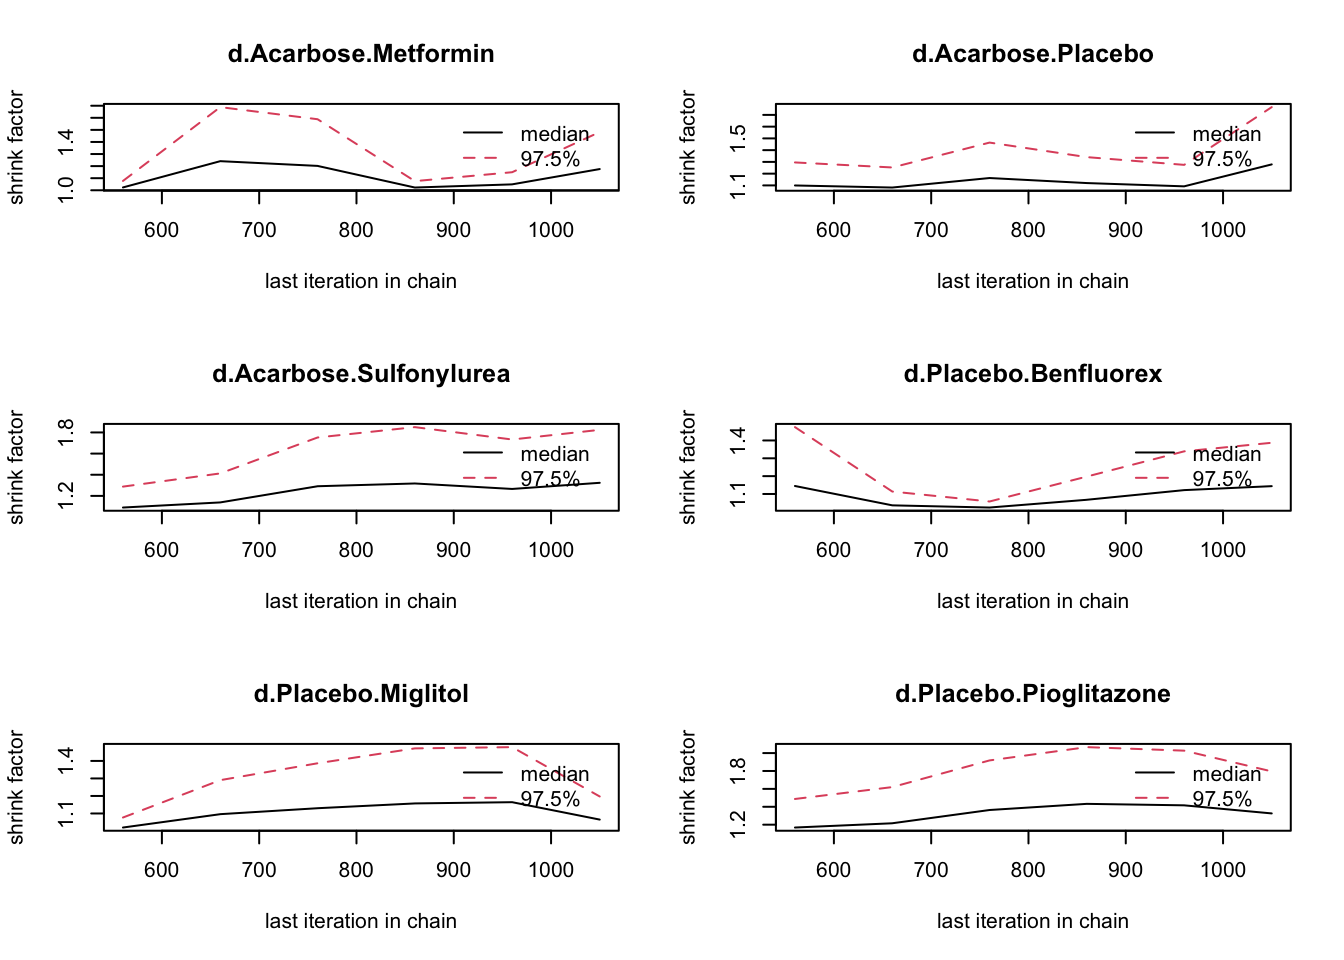 d.Acarbose.Metformin
shrink factor
1.0 1.4
median
97.5%
600 700 800 900 1000
last iteration in chain
d.Acarbose.Placebo
shrink factor
1.1 1.5
median
97.5%
600 700 800 900 1000
last iteration in chain
d.Acarbose.Sulfonylurea
shrink factor
1.2 1.8
median
97.5%
600 700 800 900 1000
last iteration in chain
d.Placebo.Benfluorex
shrink factor
1.1 1.4
median
97.5%
600 700 800 900 1000
last iteration in chain
d.Placebo.Miglitol
shrink factor
1.1 1.4
median
97.5%
600 700 800 900 1000
last iteration in chain
d.Placebo.Pioglitazone
shrink factor
1.2 1.8
median
97.5%
600 700 800 900 1000
last iteration in chain